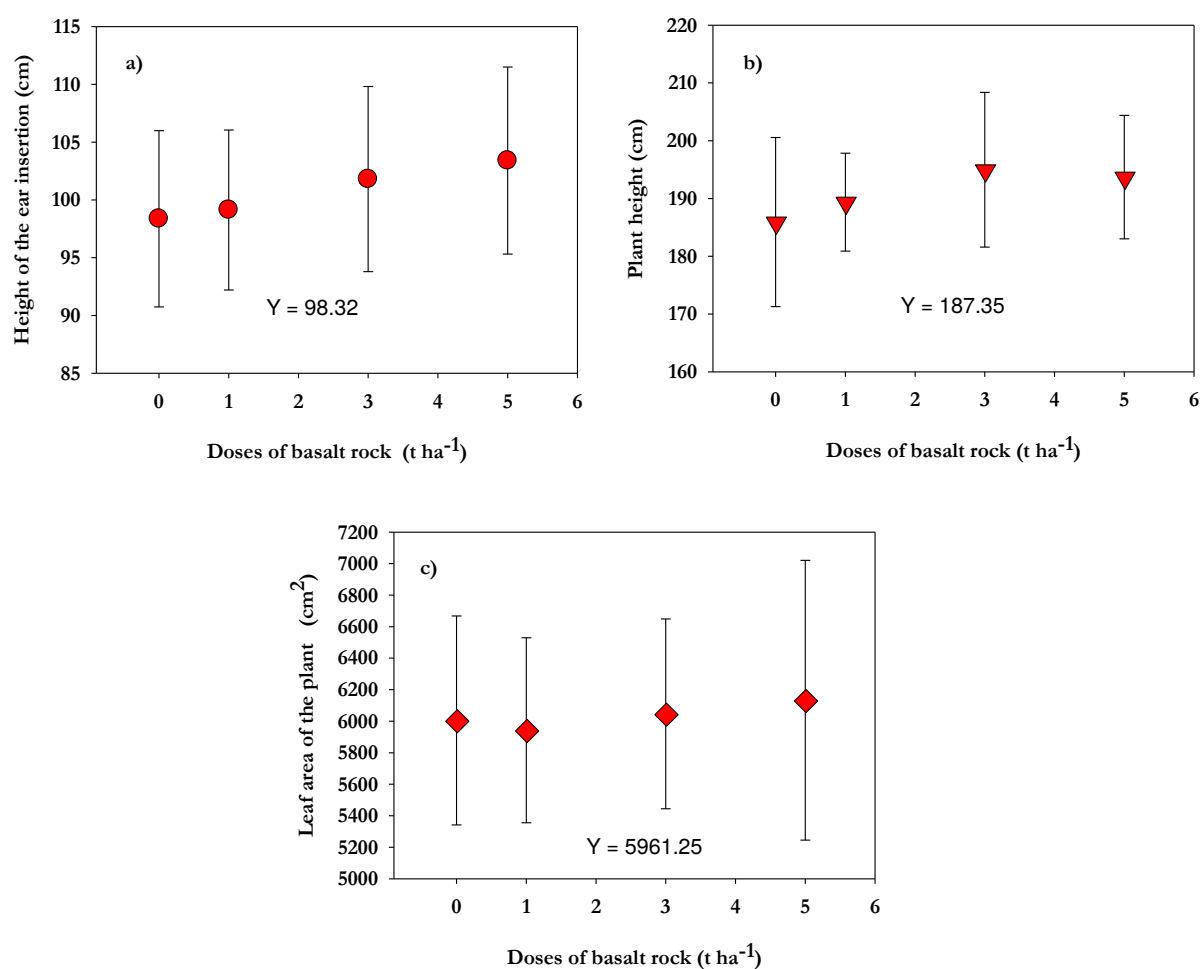 Height of the ear insertion (cm)
115
110
105
100
95
90
85
a)
Y = 98.32
0 1 2 3 4 5 6
Doses of basalt rock (t ha-1)
Plant height (cm)
220
210
200
190
180
170
160
b)
Y = 187.35
0 1 2 3 4 5 6
Doses of basalt rock (t ha-1)
Leaf area of the plant (cm2)
7200
7000
6800
6600
6400
6200
6000
5800
5600
5400
5200
5000
c)
Y = 5961.25
0 1 2 3 4 5 6
Doses of basalt rock (t ha-1)